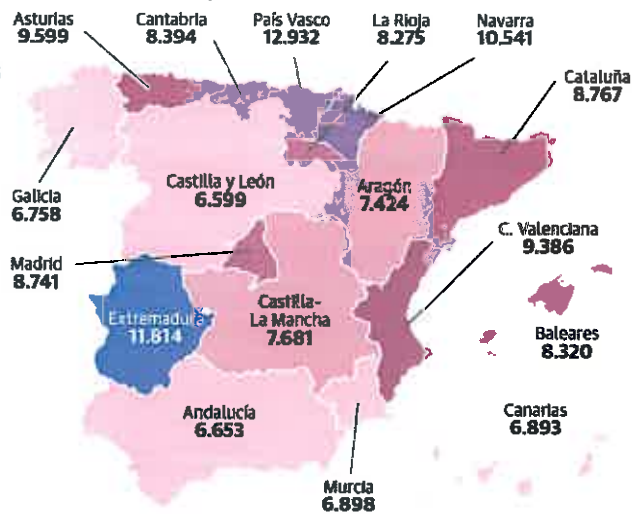 Asturias
9.599
Cantabria
8.394
País Vasco
12.932
La Rioja
8.275
Navarra
10.541
Cataluña
8.767
Galicia
6.758
Castilla y León
6.599
Aragón
7.424
C. Valenciana
9.386
Madrid
8.741
Extremadura
11.814
Castilla-
La Mancha
7.681
Baleares
8.320
Andalucía
6.653
Canarias
6.893
Murcia
6.898